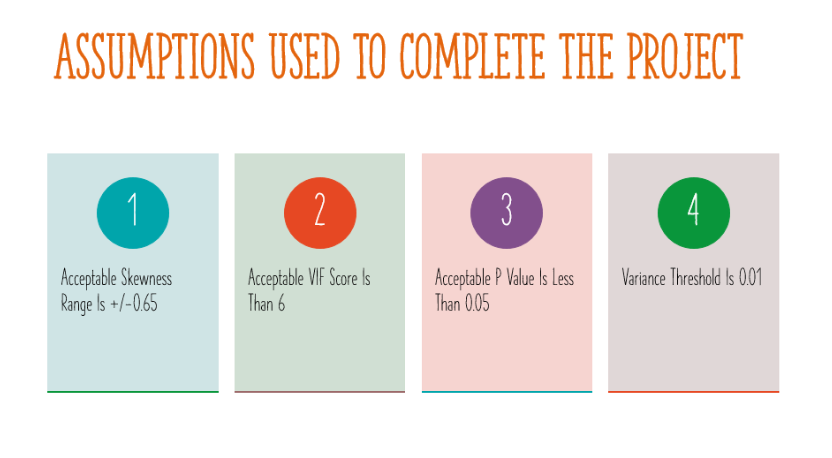 ASSUMPTIONS USED TO COMPLETE THE PROJECT
1
Acceptable Skewness
Range Is +/-0.65
2
Acceptable VIF Score Is
Than 6
3
Acceptable P Value Is Less
Than 0.05
4
Variance Threshold Is 0.01